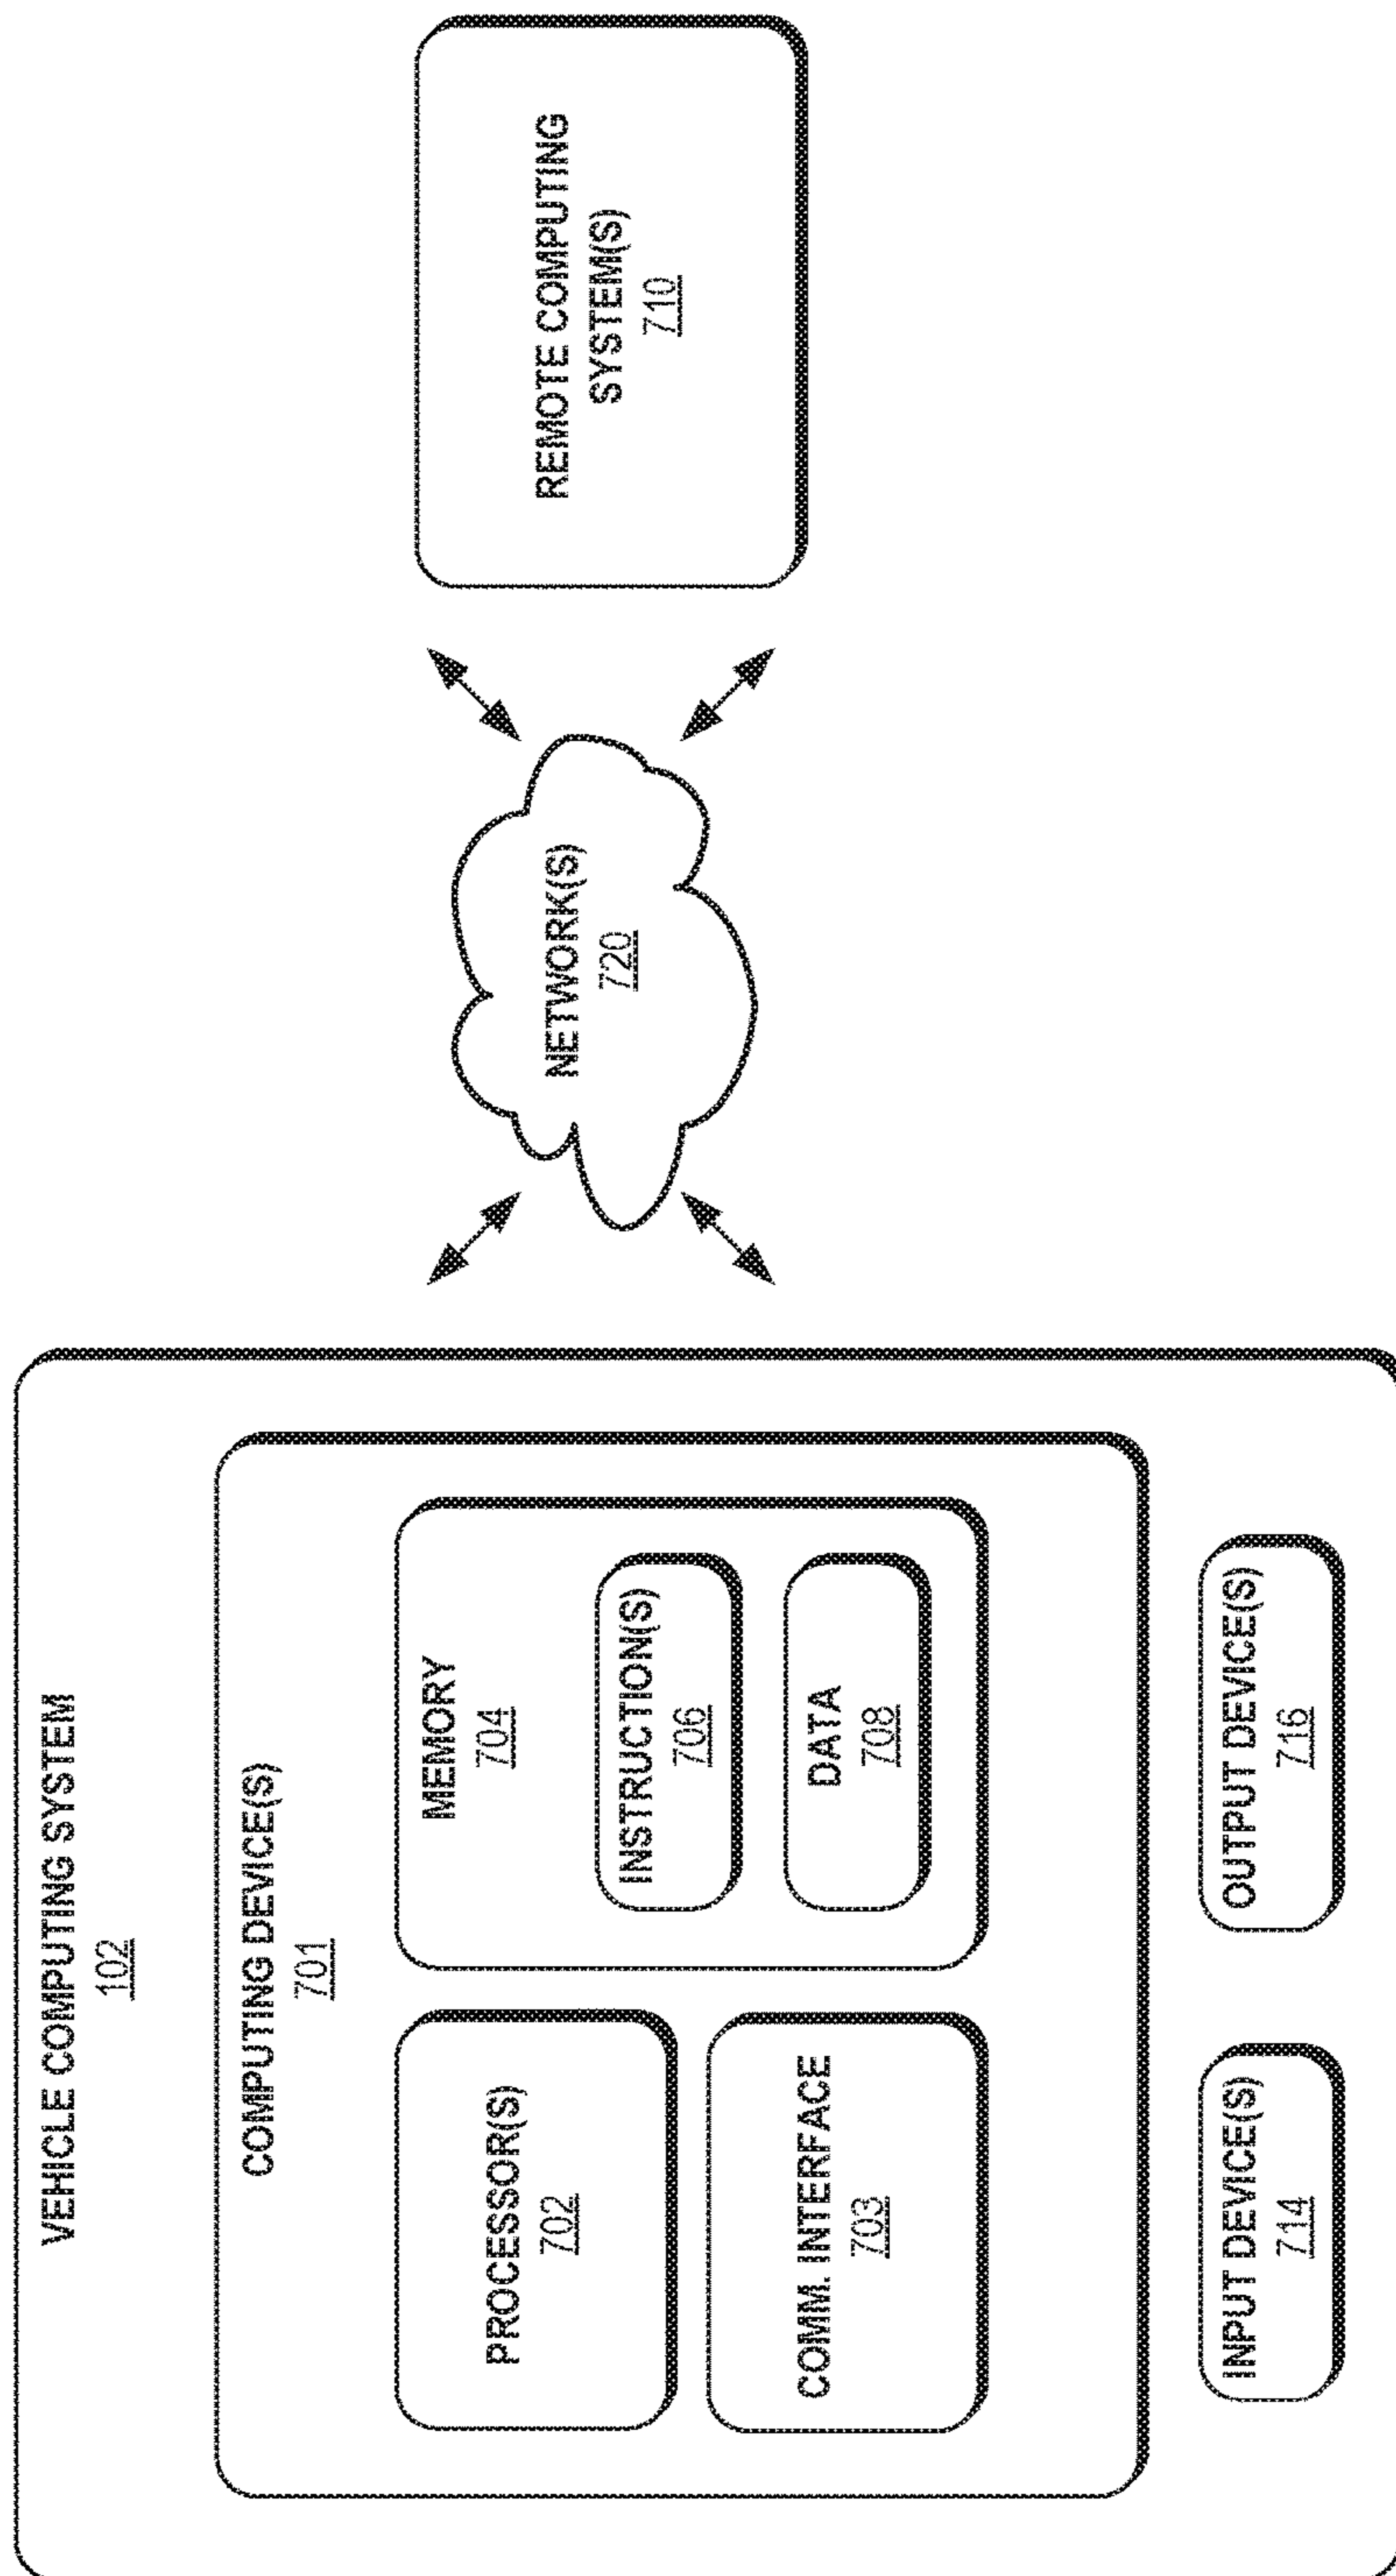 VEHICLE COMPUTING SYSTEM
102
COMPUTING DEVICE(S)
701
PROCESSOR(S)
702
COMM. INTERFACE
703
MEMORY
704
INSTRUCTION(S)
706
DATA
708
INPUT DEVICE(S)
714
OUTPUT DEVICE(S)
716
NETWORK(S)
720
REMOTE COMPUTING
SYSTEM(S)
710